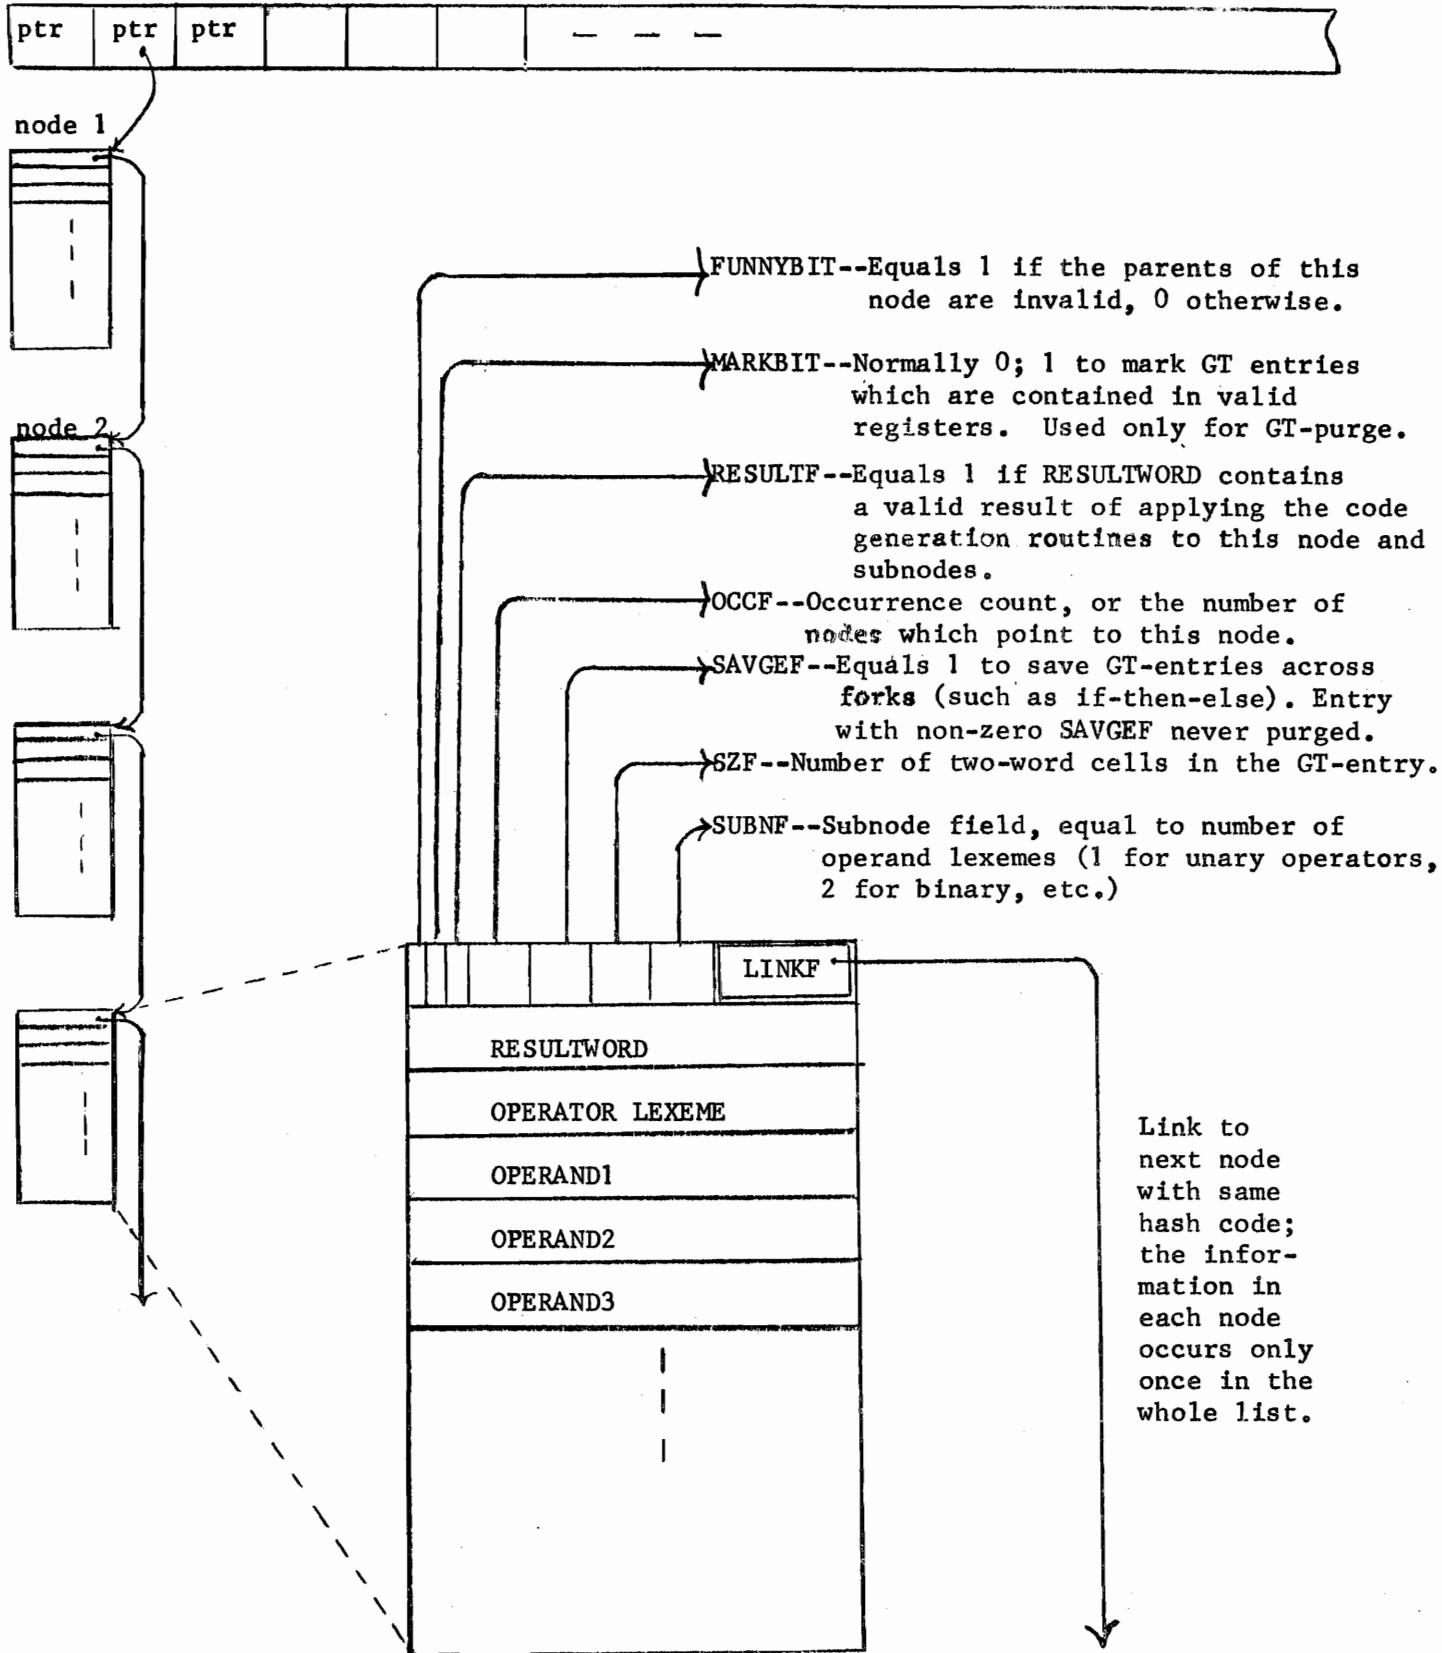 ptr ptr ptr
node 1
FUNNYBIT--Equals 1 if the parents of this
node are invalid, 0 otherwise.
MARKBIT--Normally 0; 1 to mark GT entries
which are contained in valid
registers. Used only for GT-purge.
node 2
RESULTF--Equals 1 if RESULTWORD contains
a valid result of applying the code
generation routines to this node and
subnodes.
OCCF--Occurrence count, or the number of
nodes which point to this node.
SAVGEF--Equals 1 to save GT-entries across
forks (such as if-then-else). Entry
with non-zero SAVGEF never purged.
SZF--Number of two-word cells in the GT-entry.
SUBNF--Subnode field, equal to number of
operand lexemes (1 for unary operators,
2 for binary, etc.)
LINKF
RESULTWORD
OPERATOR LEXEME
OPERAND1
OPERAND2
OPERAND3
Link to
next node
with same
hash code;
the infor-
mation in
each node
occurs only
once in the
whole list.